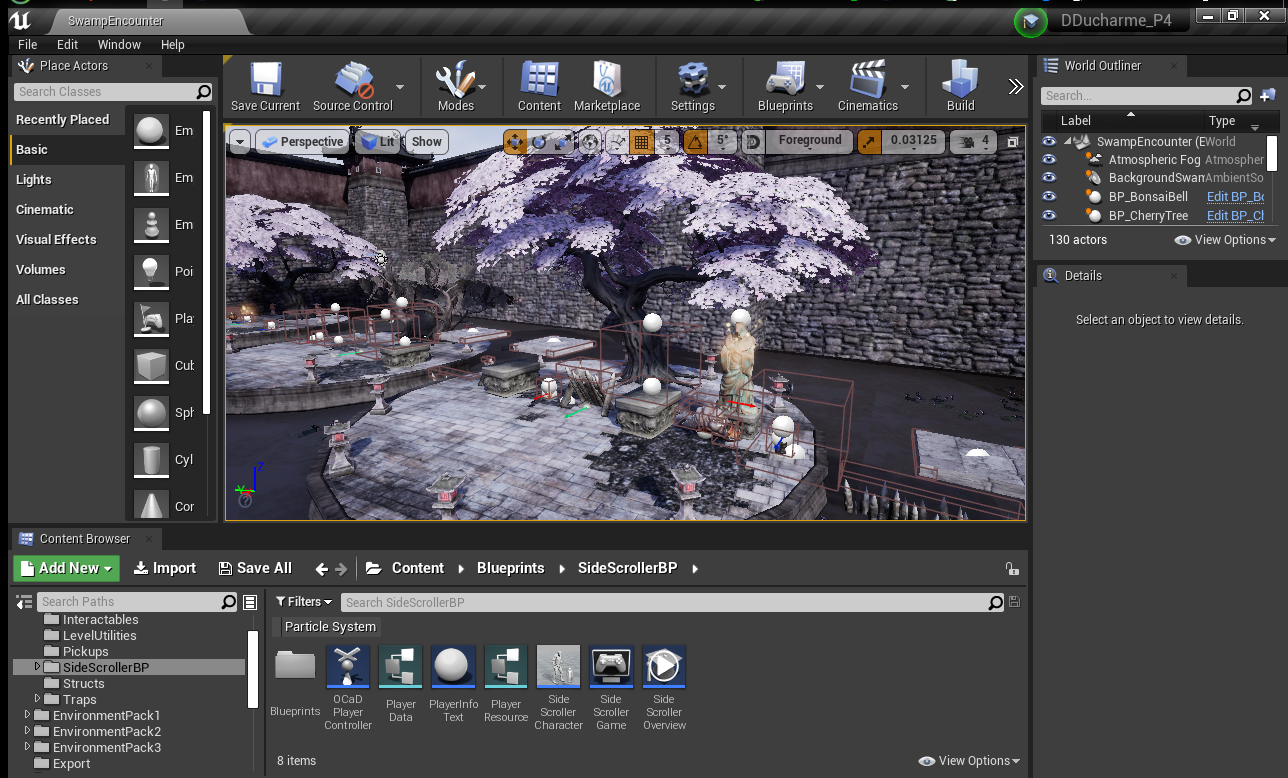 SwampEncounter
DDucharme_P4
File Edit Window Help
Place Actors
Search Classes
Recently Placed
Basic
Lights
Cinematic
Visual Effects
Volumes
All Classes
Em
Em
Em
Poi
Pla
Cub
Sph
Cyl
Cor
Save Current
Source Control
Modes
Content
Marketplace
Settings
Blueprints
Cinematics
Build
Perspective
Lit
Show
5
5°
Foreground
0.03125
4
Z
Y
World Outliner
Search...
Label Type
SwampEncounter (E World
Atmospheric Fog Atmospher
BackgroundSwam AmbientSo
BP_BonsaiBell Edit BP_Bo
BP_CherryTree Edit BP_Cl
130 actors View Options
Details
Select an object to view details.
Content Browser
Add New Import Save All Content Blueprints SideScrollerBP
Search Paths
Interactables
LevelUtilities
Pickups
SideScrollerBP
Structs
Traps
EnvironmentPack1
EnvironmentPack2
EnvironmentPack3
Export
Filters Search SideScrollerBP
Particle System
Blueprints
OCaD
Player
Controller
Player
Data
PlayerInfo
Text
Player
Resource
Side
Scroller
Character
Side
Scroller
Game
Side
Scroller
Overview
8 items View Options